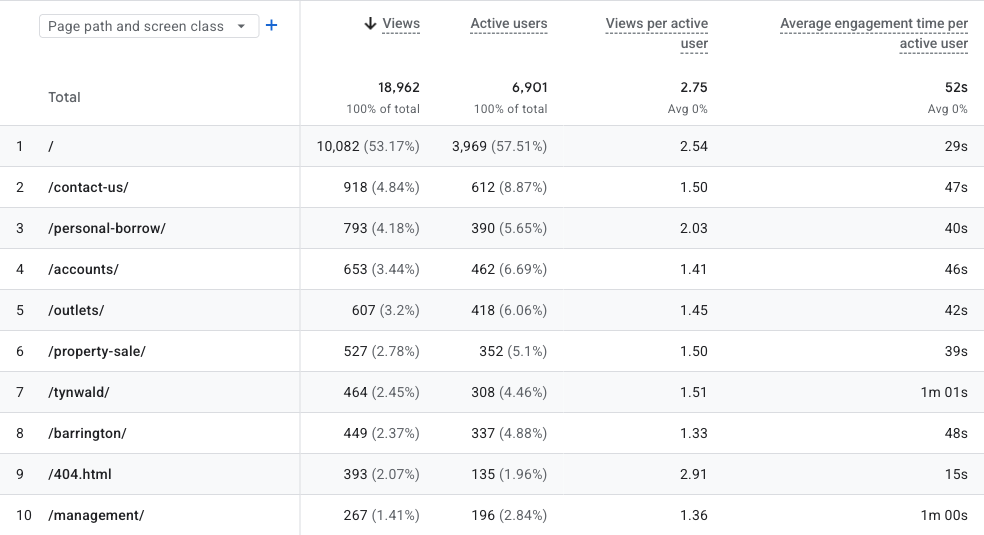 Page path and screen class
Views Active users Views per active user Average engagement time per active user
Total 18,962 6,901 2.75 52s
100% of total 100% of total Avg 0% Avg 0%
1 / 10,082 (53.17%) 3,969 (57.51%) 2.54 29s
2 /contact-us/ 918 (4.84%) 612 (8.87%) 1.50 47s
3 /personal-borrow/ 793 (4.18%) 390 (5.65%) 2.03 40s
4 /accounts/ 653 (3.44%) 462 (6.69%) 1.41 46s
5 /outlets/ 607 (3.2%) 418 (6.06%) 1.45 42s
6 /property-sale/ 527 (2.78%) 352 (5.1%) 1.50 39s
7 /tynwald/ 464 (2.45%) 308 (4.46%) 1.51 1m 01s
8 /barrington/ 449 (2.37%) 337 (4.88%) 1.33 48s
9 /404.html 393 (2.07%) 135 (1.96%) 2.91 15s
10 /management/ 267 (1.41%) 196 (2.84%) 1.36 1m 00s